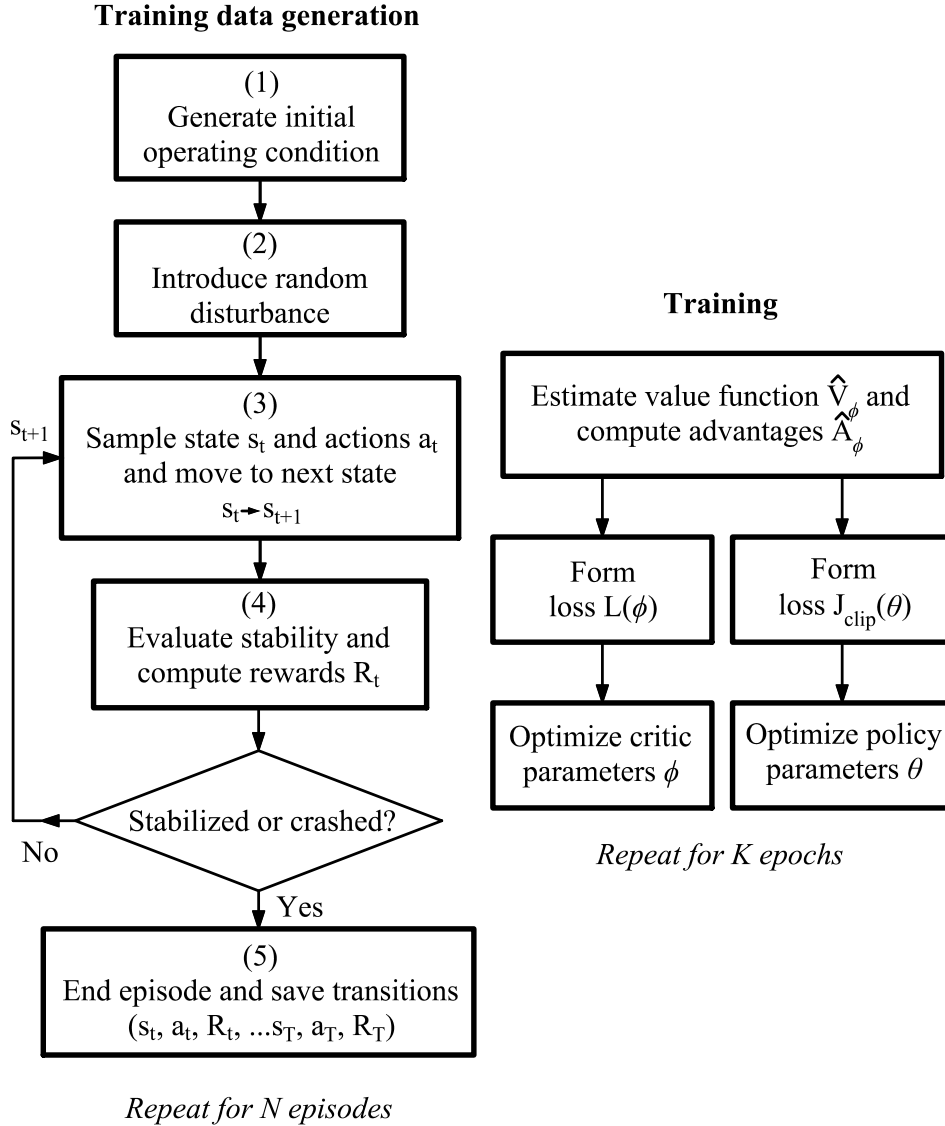 Training data generation
(1)
Generate initial
operating condition
(2)
Introduce random
disturbance
s_{t+1}
(3)
Sample state s_t and actions a_t
and move to next state
s_t → s_{t+1}
(4)
Evaluate stability and
compute rewards R_t
Stabilized or crashed?
No
Yes
(5)
End episode and save transitions
(s_t, a_t, R_t, ...s_T, a_T, R_T)
Repeat for N episodes
Training
Estimate value function V̂_ϕ and
compute advantages Â_ϕ
Form
loss L(ϕ)
Form
loss J_{clip}(θ)
Optimize critic
parameters ϕ
Optimize policy
parameters θ
Repeat for K epochs